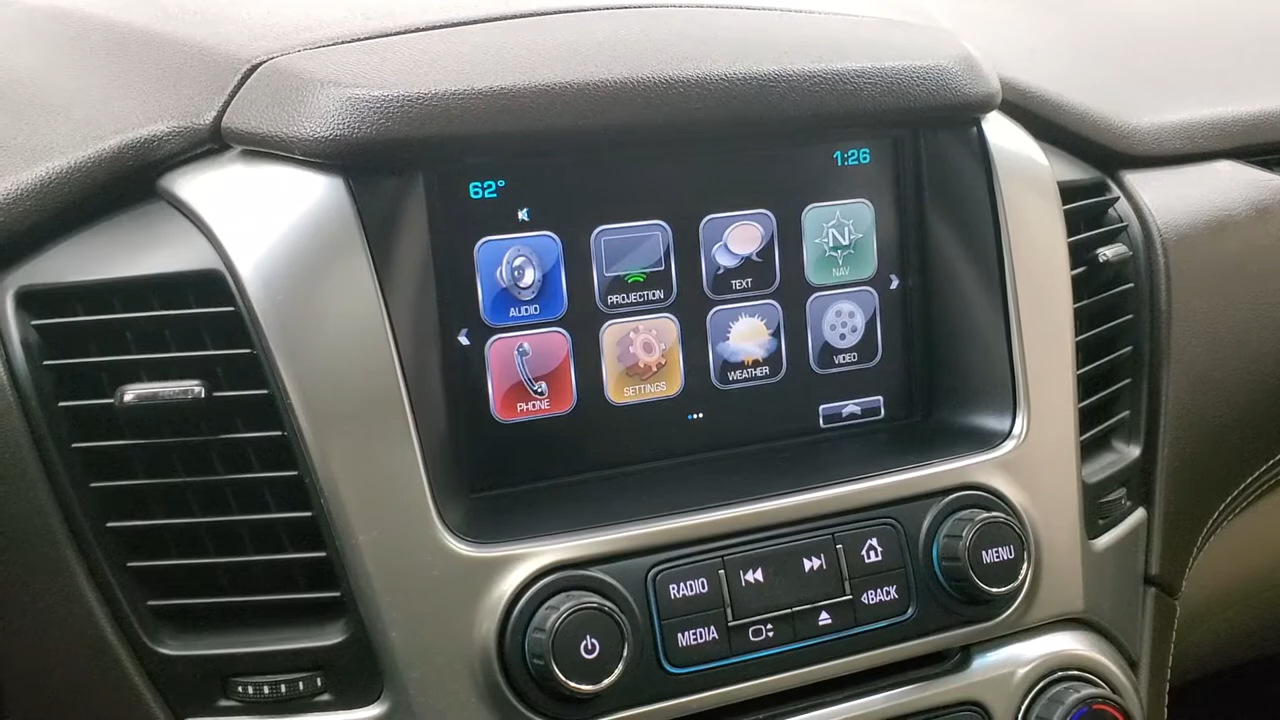 62°
1:26
AUDIO
PROJECTION
TEXT
N
NAV
PHONE
SETTINGS
WEATHER
VIDEO
RADIO
MEDIA
BACK
MENU